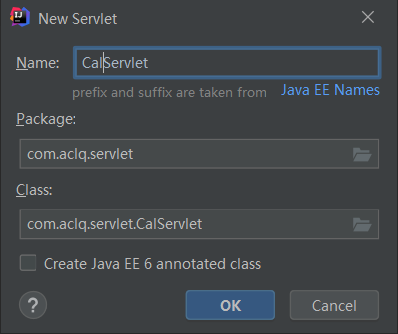 New Servlet
Name: CalServlet
prefix and suffix are taken from Java EE Names
Package:
com.aclq.servlet
Class:
com.aclq.servlet.CalServlet
Create Java EE 6 annotated class
? OK Cancel